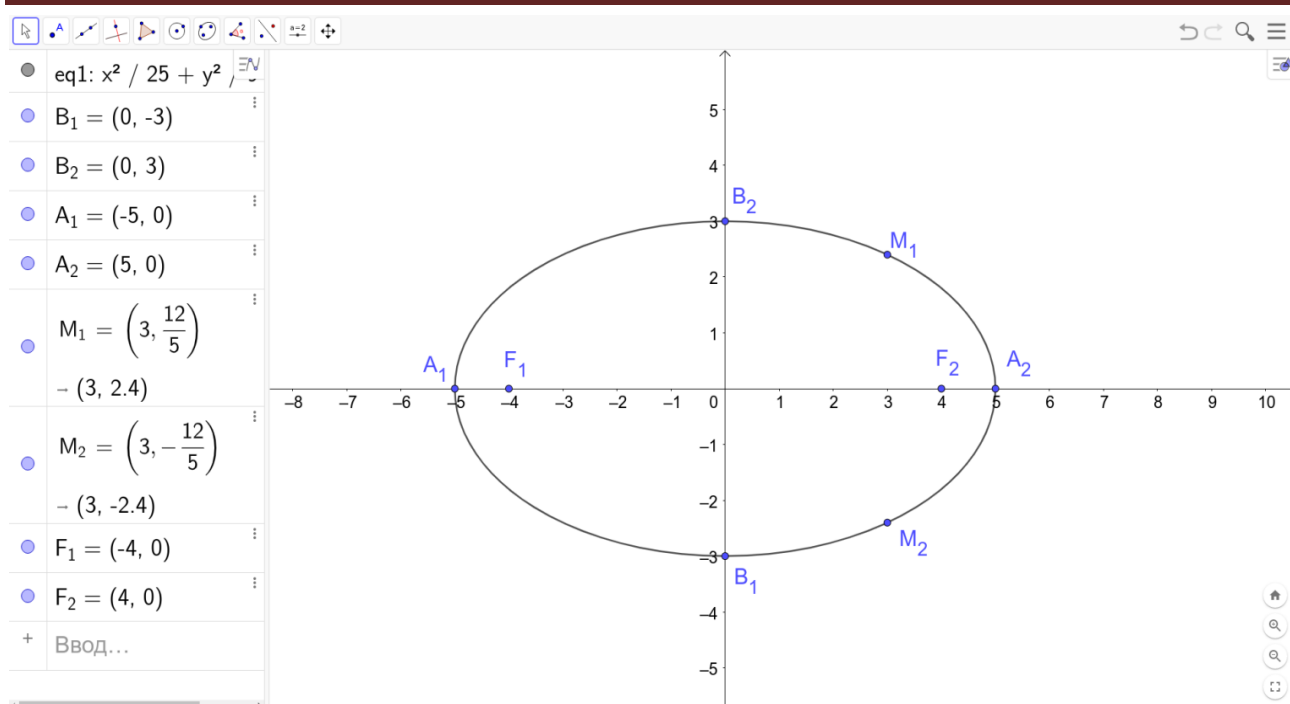 A
a=2
eq1: x² / 25 + y² /
B₁ = (0, -3)
B₂ = (0, 3)
A₁ = (-5, 0)
A₂ = (5, 0)
M₁ = (3, 12/5)
→ (3, 2.4)
M₂ = (3, −12/5)
→ (3, -2.4)
F₁ = (-4, 0)
F₂ = (4, 0)
+ Ввод…
5
4
B₂
3
M₁
2
1
A₁ F₁ F₂ A₂
–8 –7 –6 –5 –4 –3 –2 –1 0 1 2 3 4 5 6 7 8 9 10
–1
–2
M₂
–3
B₁
–4
–5